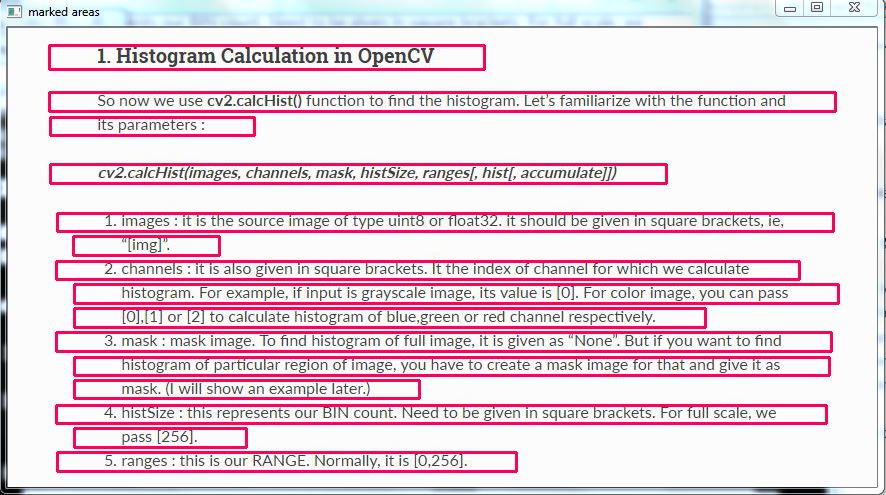 marked areas
1. Histogram Calculation in OpenCV
So now we use cv2.calcHist() function to find the histogram. Let's familiarize with the function and
its parameters :
cv2.calcHist(images, channels, mask, histSize, ranges[, hist[, accumulate]])
1. images : it is the source image of type uint8 or float32. it should be given in square brackets, ie,
“[img]”.
2. channels : it is also given in square brackets. It the index of channel for which we calculate
histogram. For example, if input is grayscale image, its value is [0]. For color image, you can pass
[0],[1] or [2] to calculate histogram of blue,green or red channel respectively.
3. mask : mask image. To find histogram of full image, it is given as “None”. But if you want to find
histogram of particular region of image, you have to create a mask image for that and give it as
mask. (I will show an example later.)
4. histSize : this represents our BIN count. Need to be given in square brackets. For full scale, we
pass [256].
5. ranges : this is our RANGE. Normally, it is [0,256].